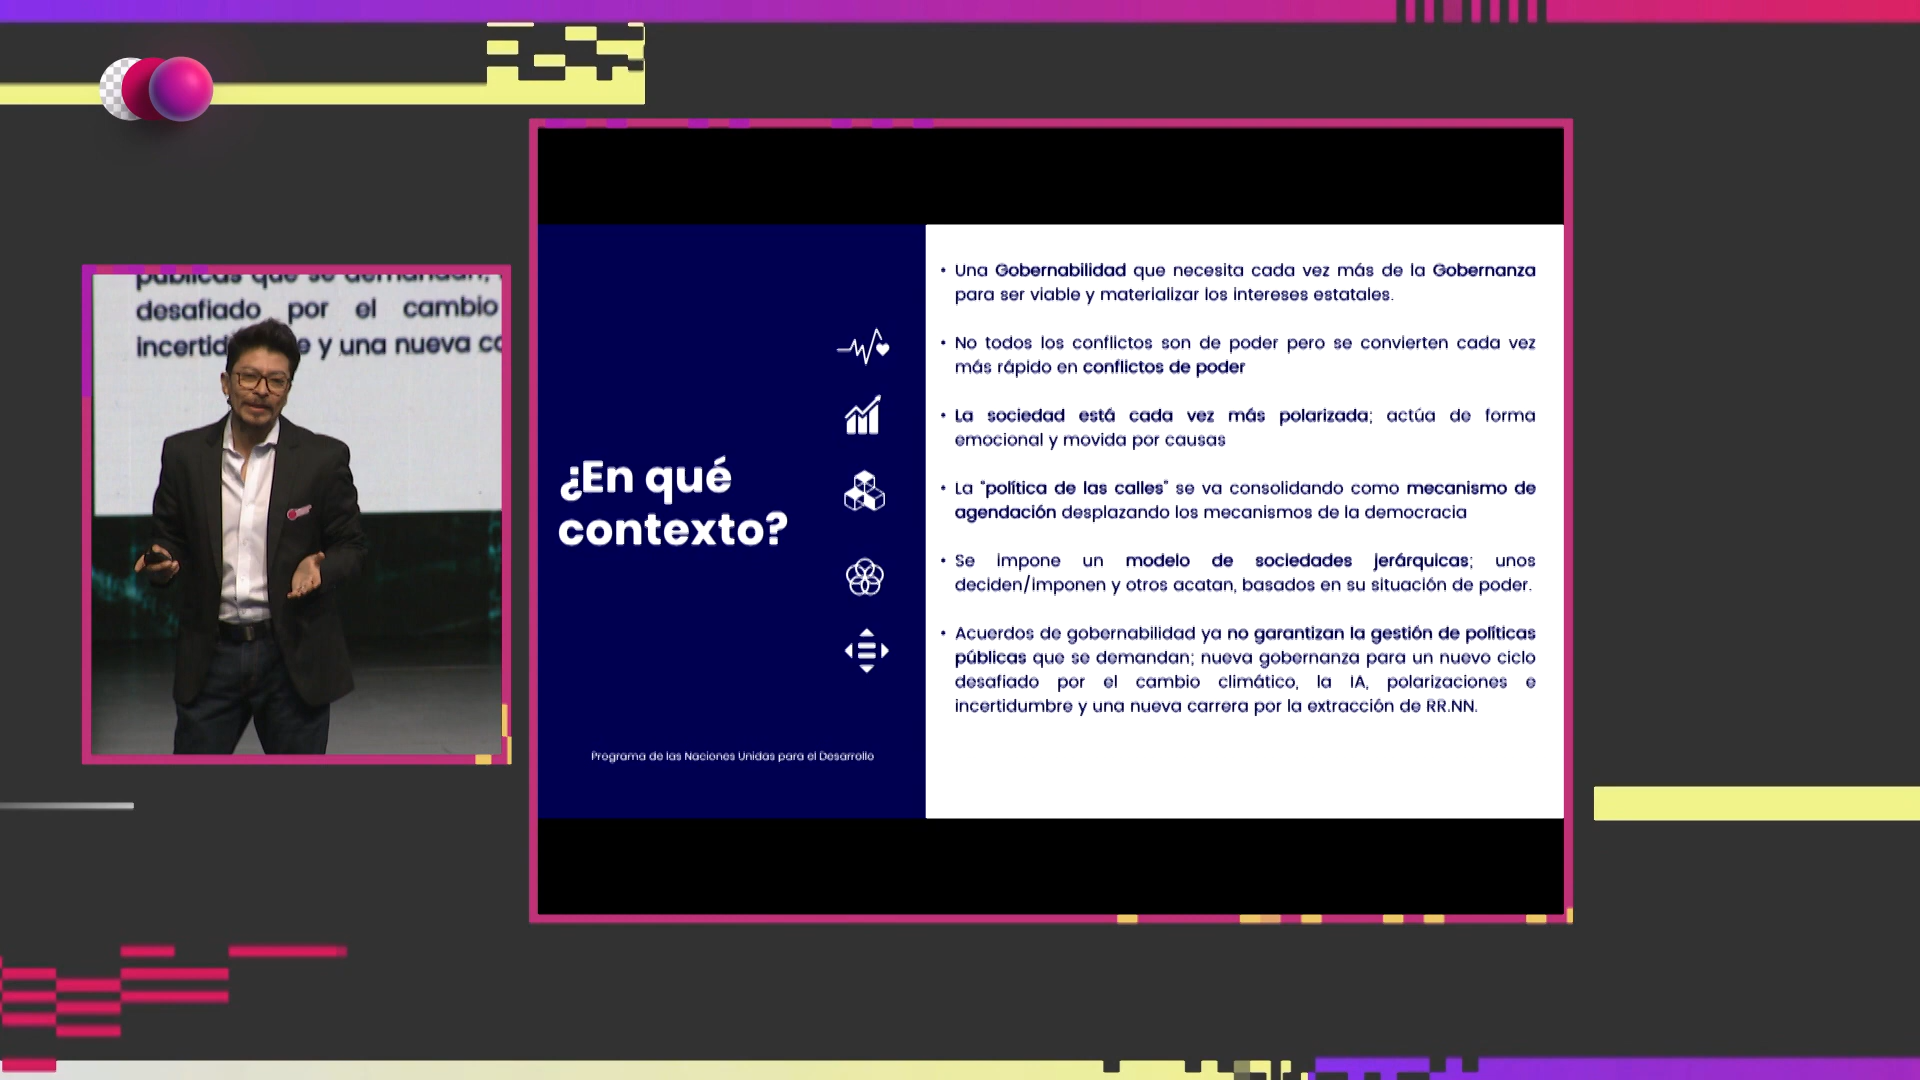 públicas que se demandan;
desafiado por el cambio
incertid e y una nueva
¿En qué
contexto?
Programa de las Naciones Unidas para el Desarrollo
• Una Gobernabilidad que necesita cada vez más de la Gobernanza
para ser viable y materializar los intereses estatales.
• No todos los conflictos son de poder pero se convierten cada vez
más rápido en conflictos de poder
• La sociedad está cada vez más polarizada; actúa de forma
emocional y movida por causas
• La "política de las calles" se va consolidando como mecanismo de
agendación desplazando los mecanismos de la democracia
• Se impone un modelo de sociedades jerárquicas; unos
deciden/imponen y otros acatan, basados en su situación de poder.
• Acuerdos de gobernabilidad ya no garantizan la gestión de políticas
públicas que se demandan; nueva gobernanza para un nuevo ciclo
desafiado por el cambio climático, la IA, polarizaciones e
incertidumbre y una nueva carrera por la extracción de RR.NN.